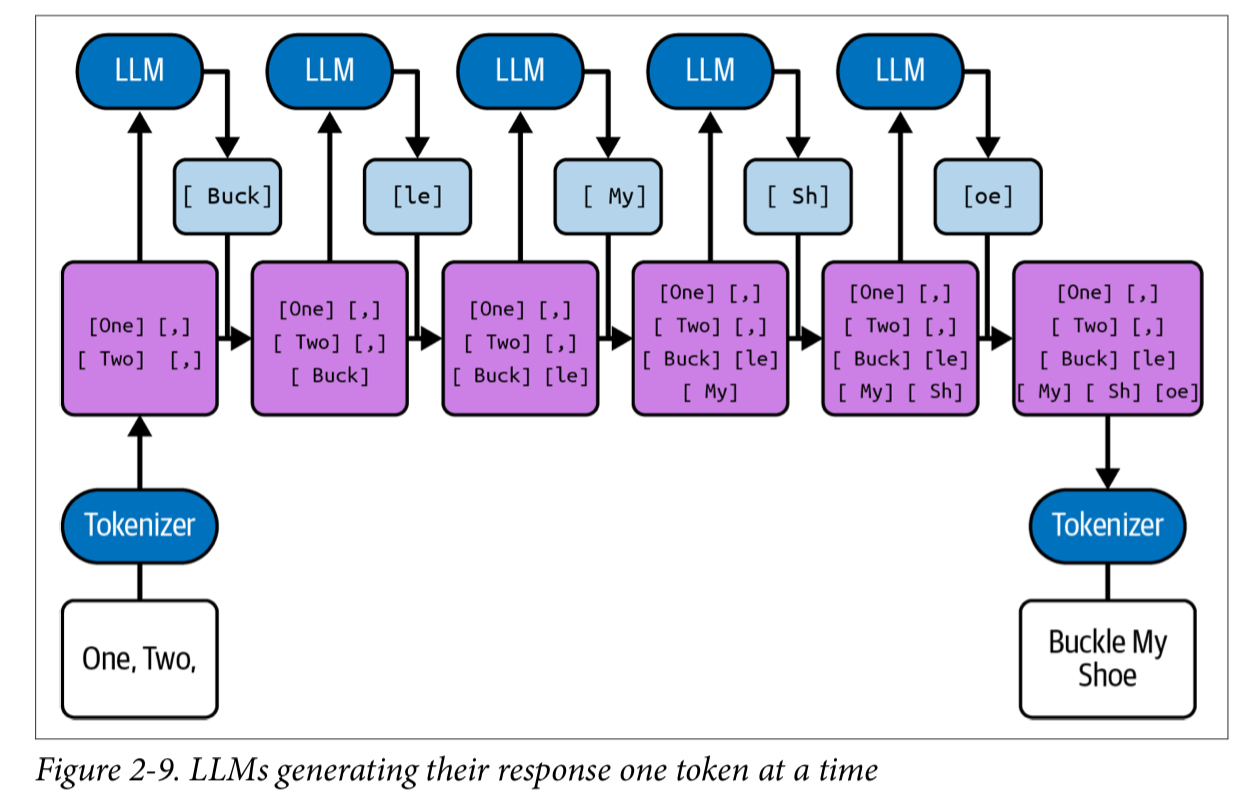 LLM
LLM
LLM
LLM
LLM
[ Buck]
[le]
[ My]
[ Sh]
[oe]
[One] [,]
[ Two]  [,]
[One] [,]
[ Two] [,]
[ Buck]
[One] [,]
[ Two] [,]
[ Buck] [le]
[One] [,]
[ Two] [,]
[ Buck] [le]
[ My]
[One] [,]
[ Two] [,]
[ Buck] [le]
[ My] [ Sh]
[One] [,]
[ Two] [,]
[ Buck] [le]
[ My] [ Sh] [oe]
Tokenizer
Tokenizer
One, Two,
Buckle My
Shoe
Figure 2-9. LLMs generating their response one token at a time